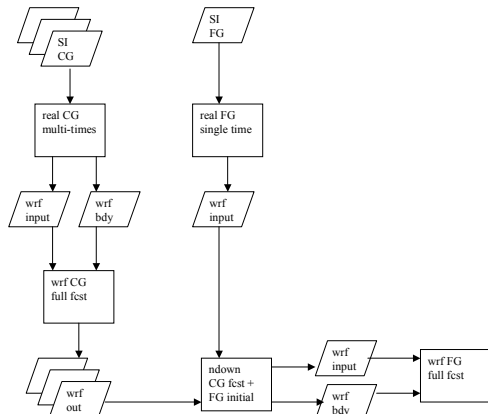 SI
CG
SI
FG
real CG
multi-times
real FG
single time
wrf
input
wrf
bdy
wrf
input
wrf CG
full fcst
wrf
out
ndown
CG fcst +
FG initial
wrf
input
wrf
bdy
wrf FG
full fcst